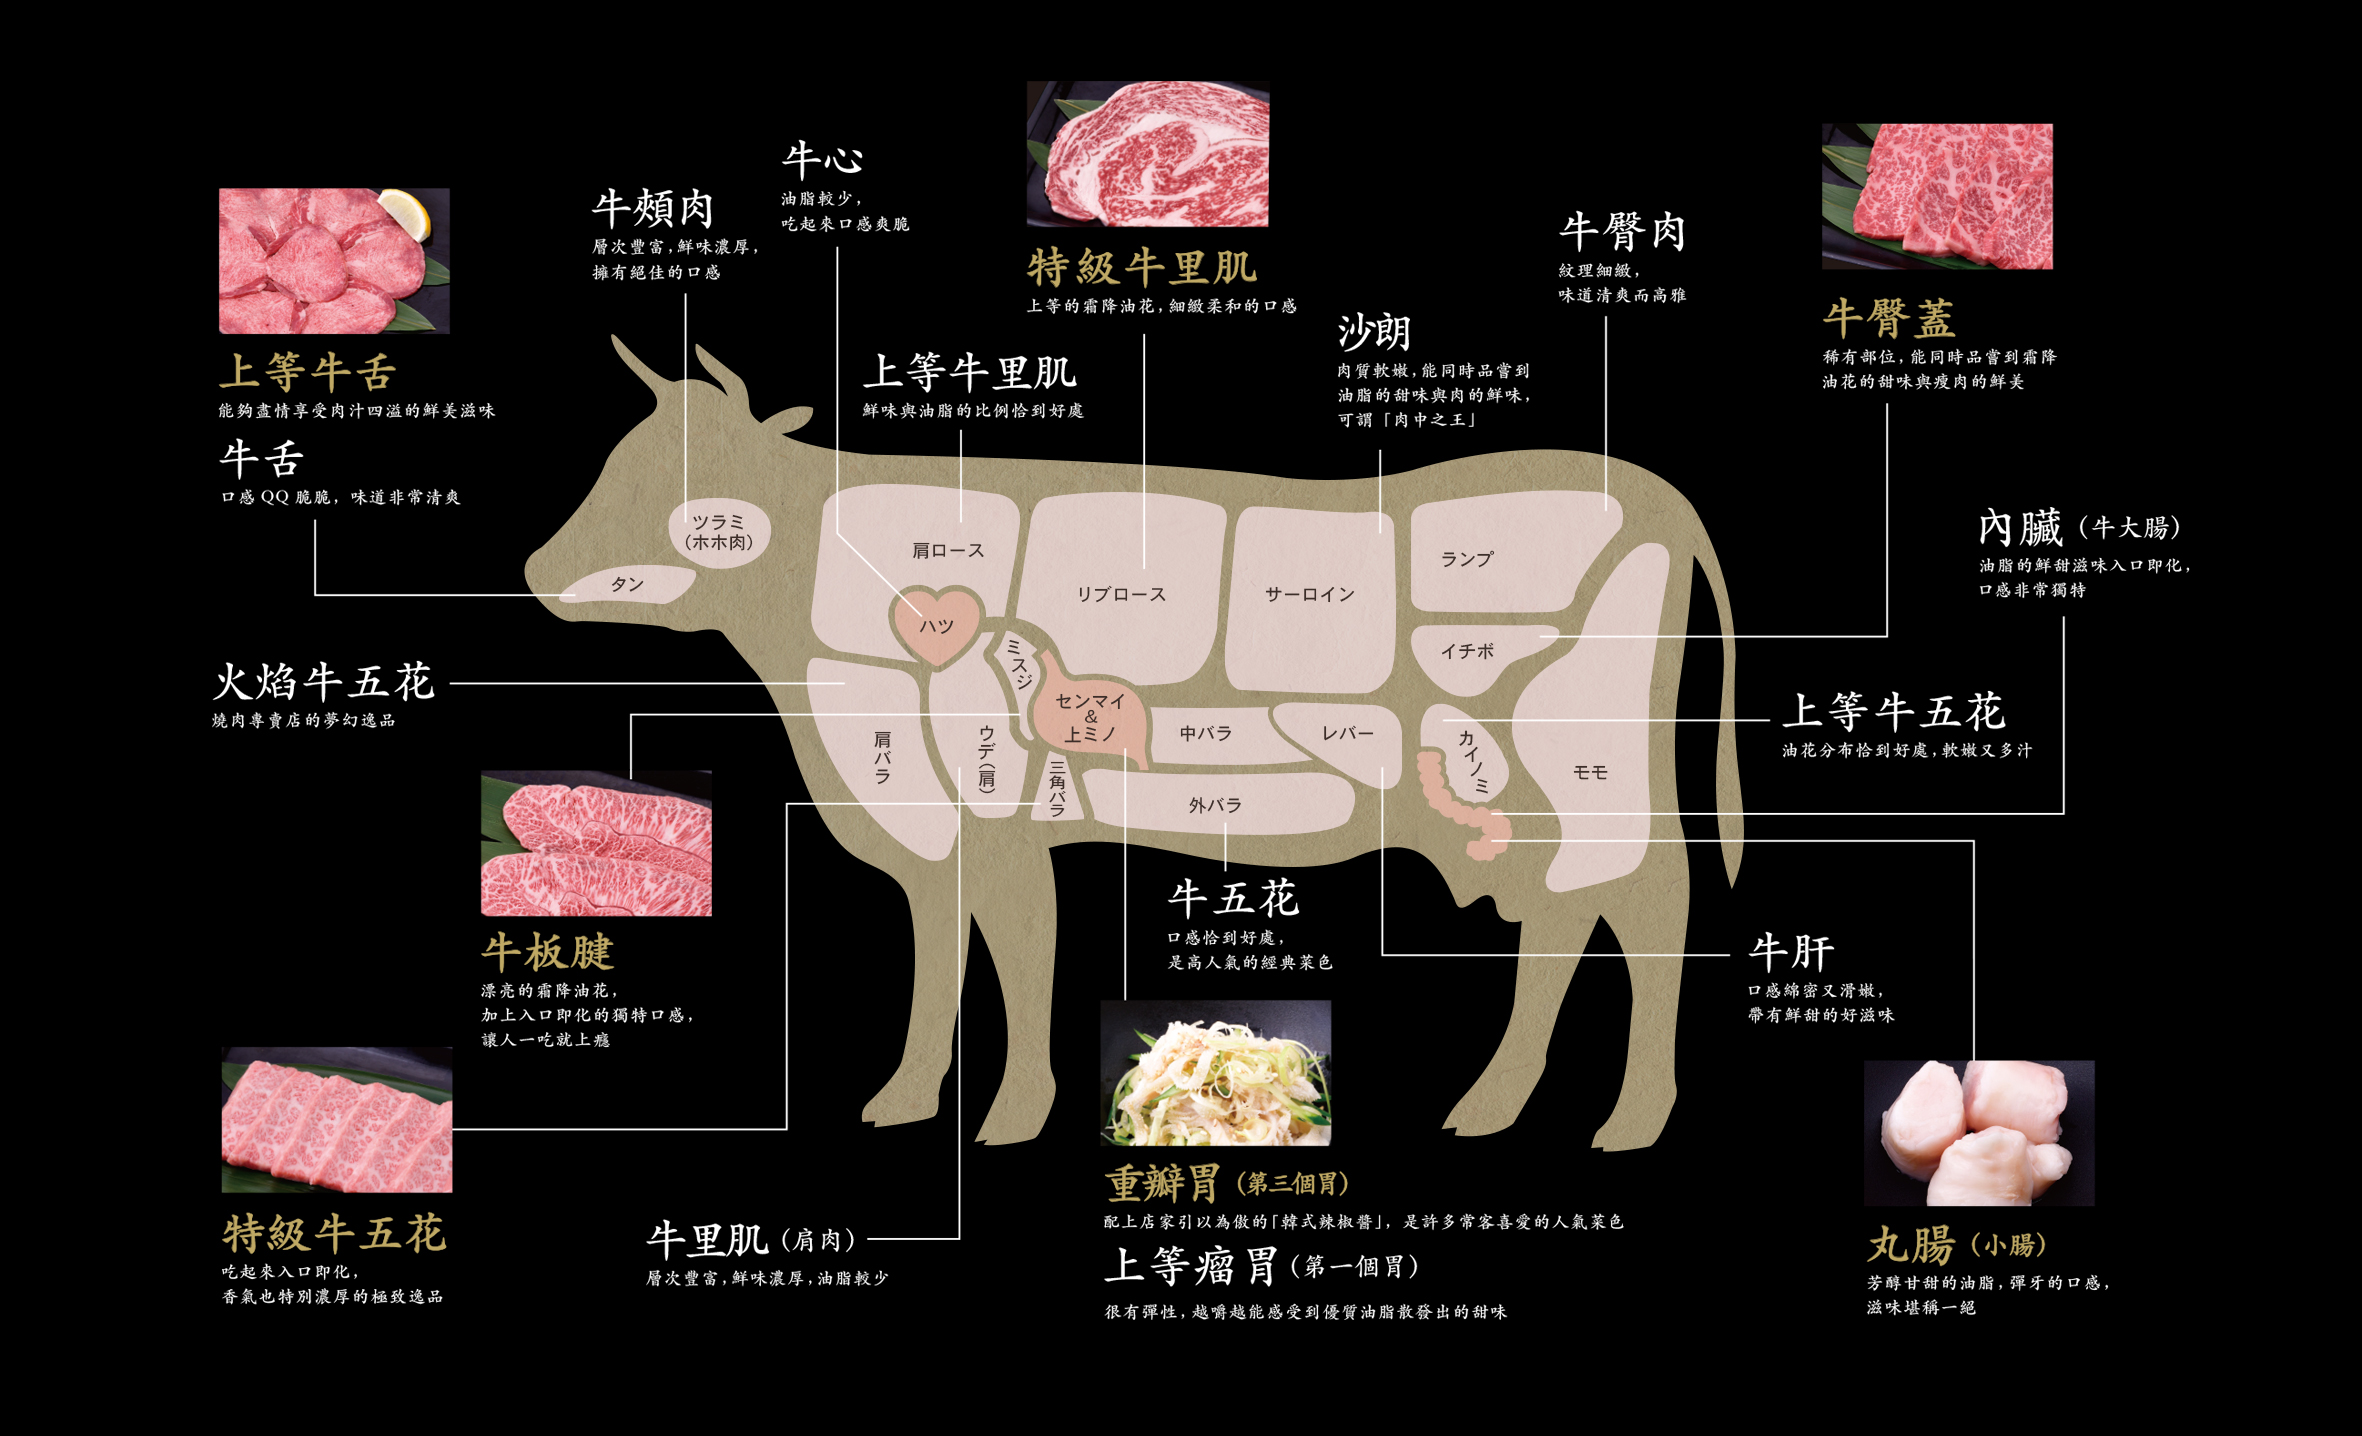 上等牛舌
能夠盡情享受肉汁四溢的鮮美滋味
牛舌
口感 QQ 脆脆，味道非常清爽
牛頰肉
層次豐富，鮮味濃厚，
擁有絕佳的口感
牛心
油脂較少，
吃起來口感爽脆
上等牛里肌
鮮味與油脂的比例恰到好處
特級牛里肌
上等的霜降油花，細緻柔和的口感
沙朗
肉質軟嫩，能同時品嘗到
油脂的甜味與肉的鮮味，
可謂「肉中之王」
牛臀肉
紋理細緻，
味道清爽而高雅
牛臀蓋
稀有部位，能同時品嘗到霜降
油花的甜味與瘦肉的鮮美
內臟（牛大腸）
油脂的鮮甜滋味入口即化，
口感非常獨特
上等牛五花
油花分布恰到好處，軟嫩又多汁
火焰牛五花
燒肉專賣店的夢幻逸品
ツラミ
（ホホ肉）
タン
肩ロース
ハツ
リブロース
サーロイン
ランプ
イチボ
ミスジ
センマイ
&
上ミノ
中バラ
レバー
カイノミ
モモ
肩バラ
ウデ（肩）
三角バラ
外バラ
牛板腱
漂亮的霜降油花，
加上入口即化的獨特口感，
讓人一吃就上癮
特級牛五花
吃起來入口即化，
香氣也特別濃厚的極致逸品
牛里肌（肩肉）
層次豐富，鮮味濃厚，油脂較少
牛五花
口感恰到好處，
是高人氣的經典菜色
重瓣胃（第三個胃）
配上店家引以為傲的「韓式辣椒醬」，是許多常客喜愛的人氣菜色
上等瘤胃（第一個胃）
很有彈性，越嚼越能感受到優質油脂散發出的甜味
牛肝
口感綿密又滑嫩，
帶有鮮甜的好滋味
丸腸（小腸）
芳醇甘甜的油脂，彈牙的口感，
滋味堪稱一絕